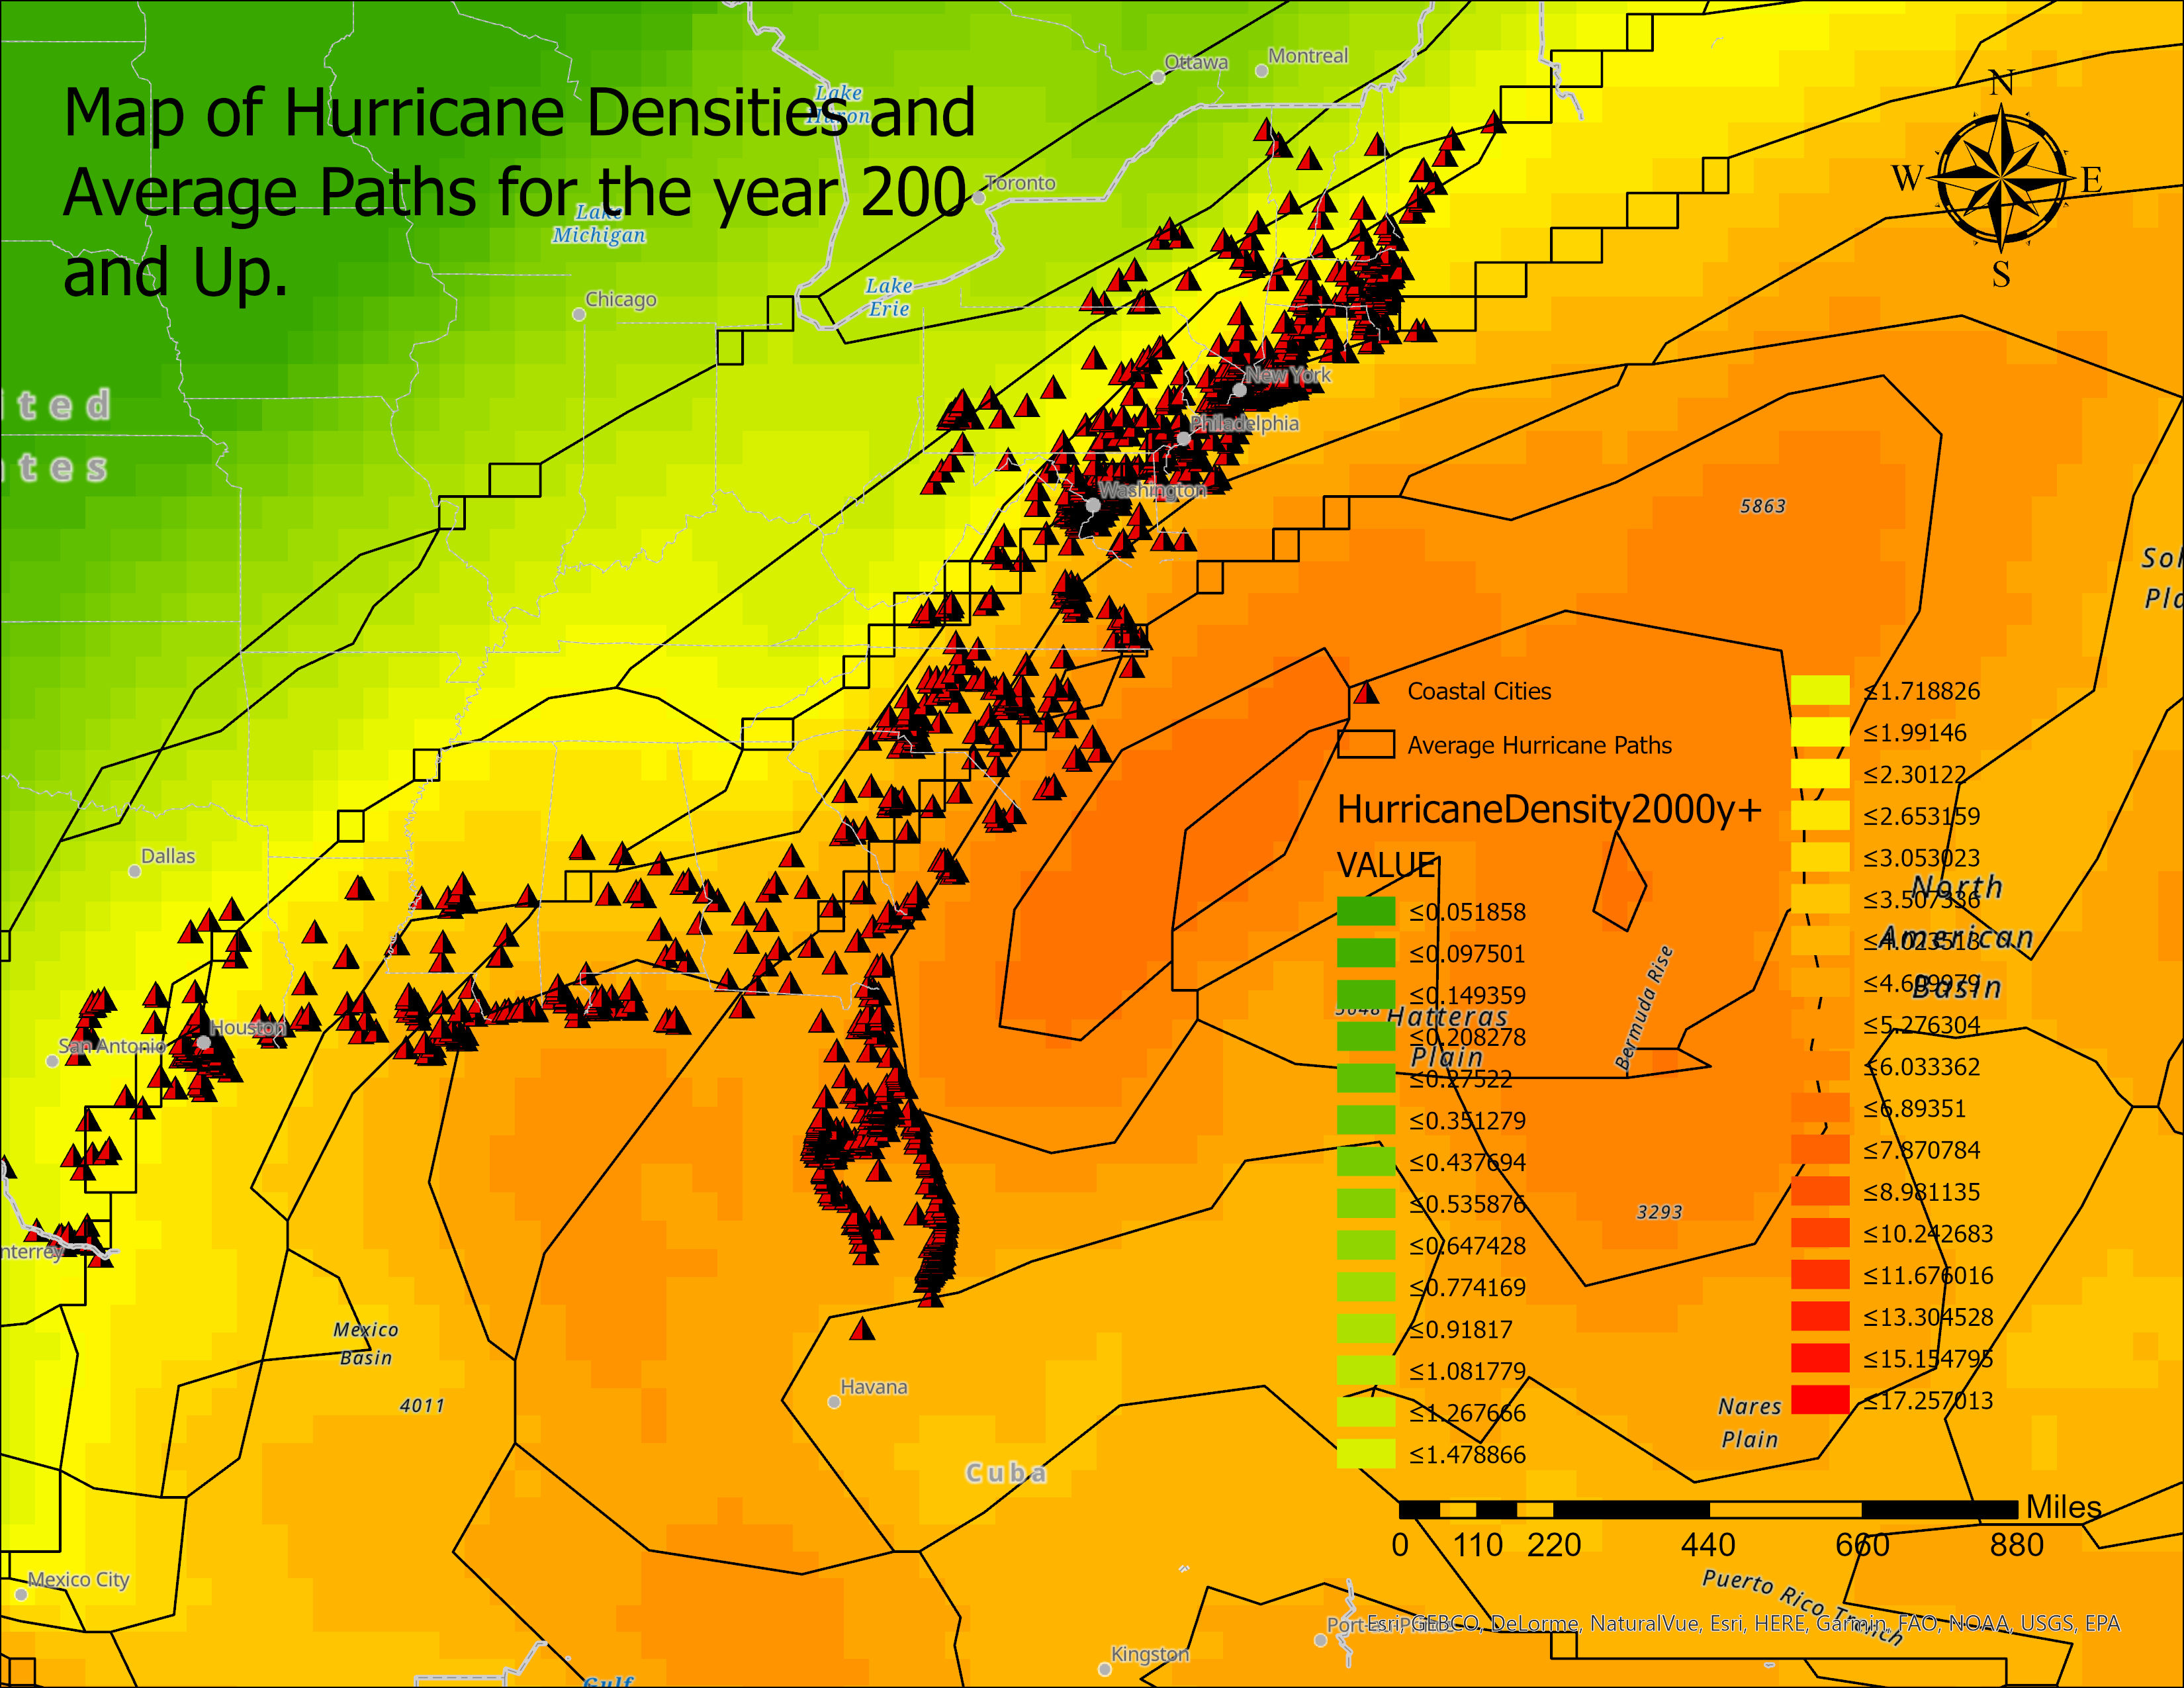 Map of Hurricane Densities and
Average Paths for the year 200
and Up.
Ottawa
Montreal
Lake
Huron
Toronto
Lake
Michigan
Lake
Erie
Chicago
N
W
E
S
ited
ates
New York
Philadelphia
Washington
5863
Sol
Pla
Dallas
Houston
San Antonio
nterrey
Mexico
Basin
4011
Havana
Cuba
Mexico City
Kingston
Gulf
Coastal Cities
Average Hurricane Paths
HurricaneDensity2000y+
VALUE
≤0.051858
≤0.097501
≤0.149359
≤0.208278
≤0.27522
≤0.351279
≤0.437694
≤0.535876
≤0.647428
≤0.774169
≤0.91817
≤1.081779
≤1.267666
≤1.478866
≤1.718826
≤1.99146
≤2.30122
≤2.653159
≤3.053023
≤3.507336
≤4.023513
≤5.276304
≤6.033362
≤6.89351
≤7.870784
≤8.981135
≤10.242683
≤11.676016
≤13.304528
≤15.154795
≤17.257013
North
American
Basin
Hatteras
Plain
Bermuda Rise
3293
Nares
Plain
Miles
0 110 220 440 660 880
Puerto Rico Trench
Esri, GEBCO, DeLorme, NaturalVue, Esri, HERE, Garmin, FAO, NOAA, USGS, EPA